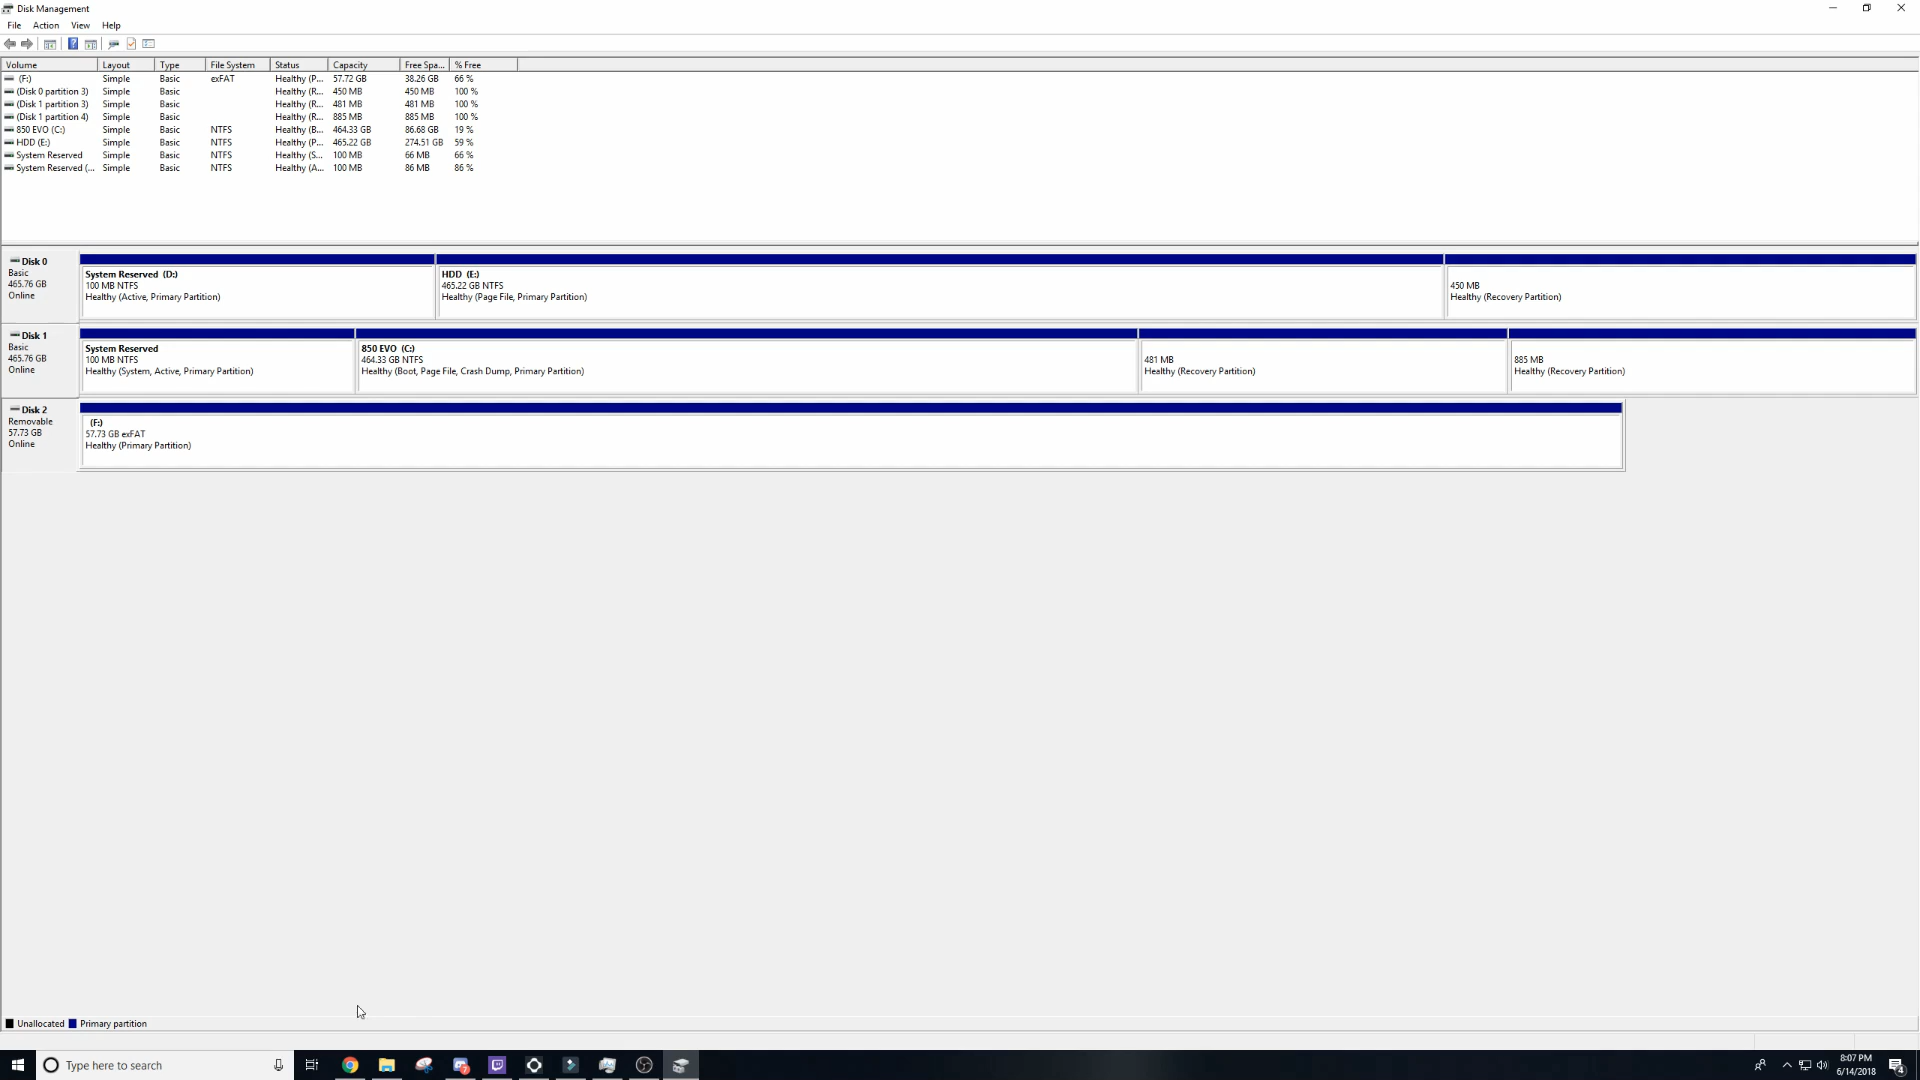 Disk Management
File Action View Help
Volume Layout Type File System Status Capacity Free Spa... % Free
(F:) Simple Basic exFAT Healthy (P... 57.72 GB 38.26 GB 66 %
(Disk 0 partition 3) Simple Basic Healthy (R... 450 MB 450 MB 100 %
(Disk 1 partition 3) Simple Basic Healthy (R... 481 MB 481 MB 100 %
(Disk 1 partition 4) Simple Basic Healthy (R... 885 MB 885 MB 100 %
850 EVO (C:) Simple Basic NTFS Healthy (B... 464.33 GB 86.68 GB 19 %
HDD (E:) Simple Basic NTFS Healthy (P... 465.22 GB 274.51 GB 59 %
System Reserved Simple Basic NTFS Healthy (S... 100 MB 66 MB 66 %
System Reserved (... Simple Basic NTFS Healthy (A... 100 MB 86 MB 86 %
Disk 0
Basic
465.76 GB
Online
System Reserved (D:)
100 MB NTFS
Healthy (Active, Primary Partition)
HDD (E:)
465.22 GB NTFS
Healthy (Page File, Primary Partition)
450 MB
Healthy (Recovery Partition)
Disk 1
Basic
465.76 GB
Online
System Reserved
100 MB NTFS
Healthy (System, Active, Primary Partition)
850 EVO (C:)
464.33 GB NTFS
Healthy (Boot, Page File, Crash Dump, Primary Partition)
481 MB
Healthy (Recovery Partition)
885 MB
Healthy (Recovery Partition)
Disk 2
Removable
57.73 GB
Online
(F:)
57.73 GB exFAT
Healthy (Primary Partition)
Unallocated Primary partition
Type here to search
8:07 PM
6/14/2018